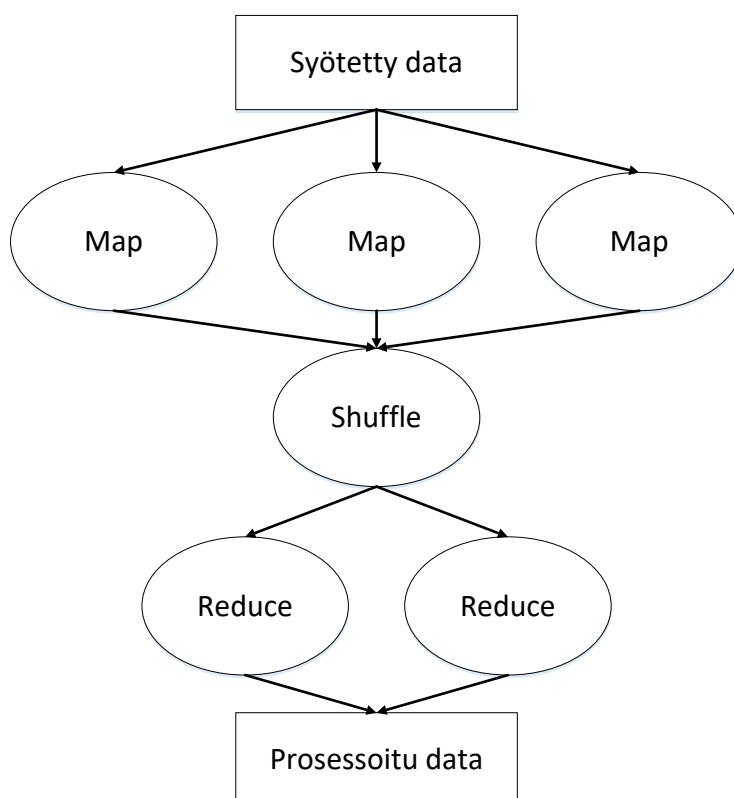 Syötetty data
Map
Map
Map
Shuffle
Reduce
Reduce
Prosessoitu data